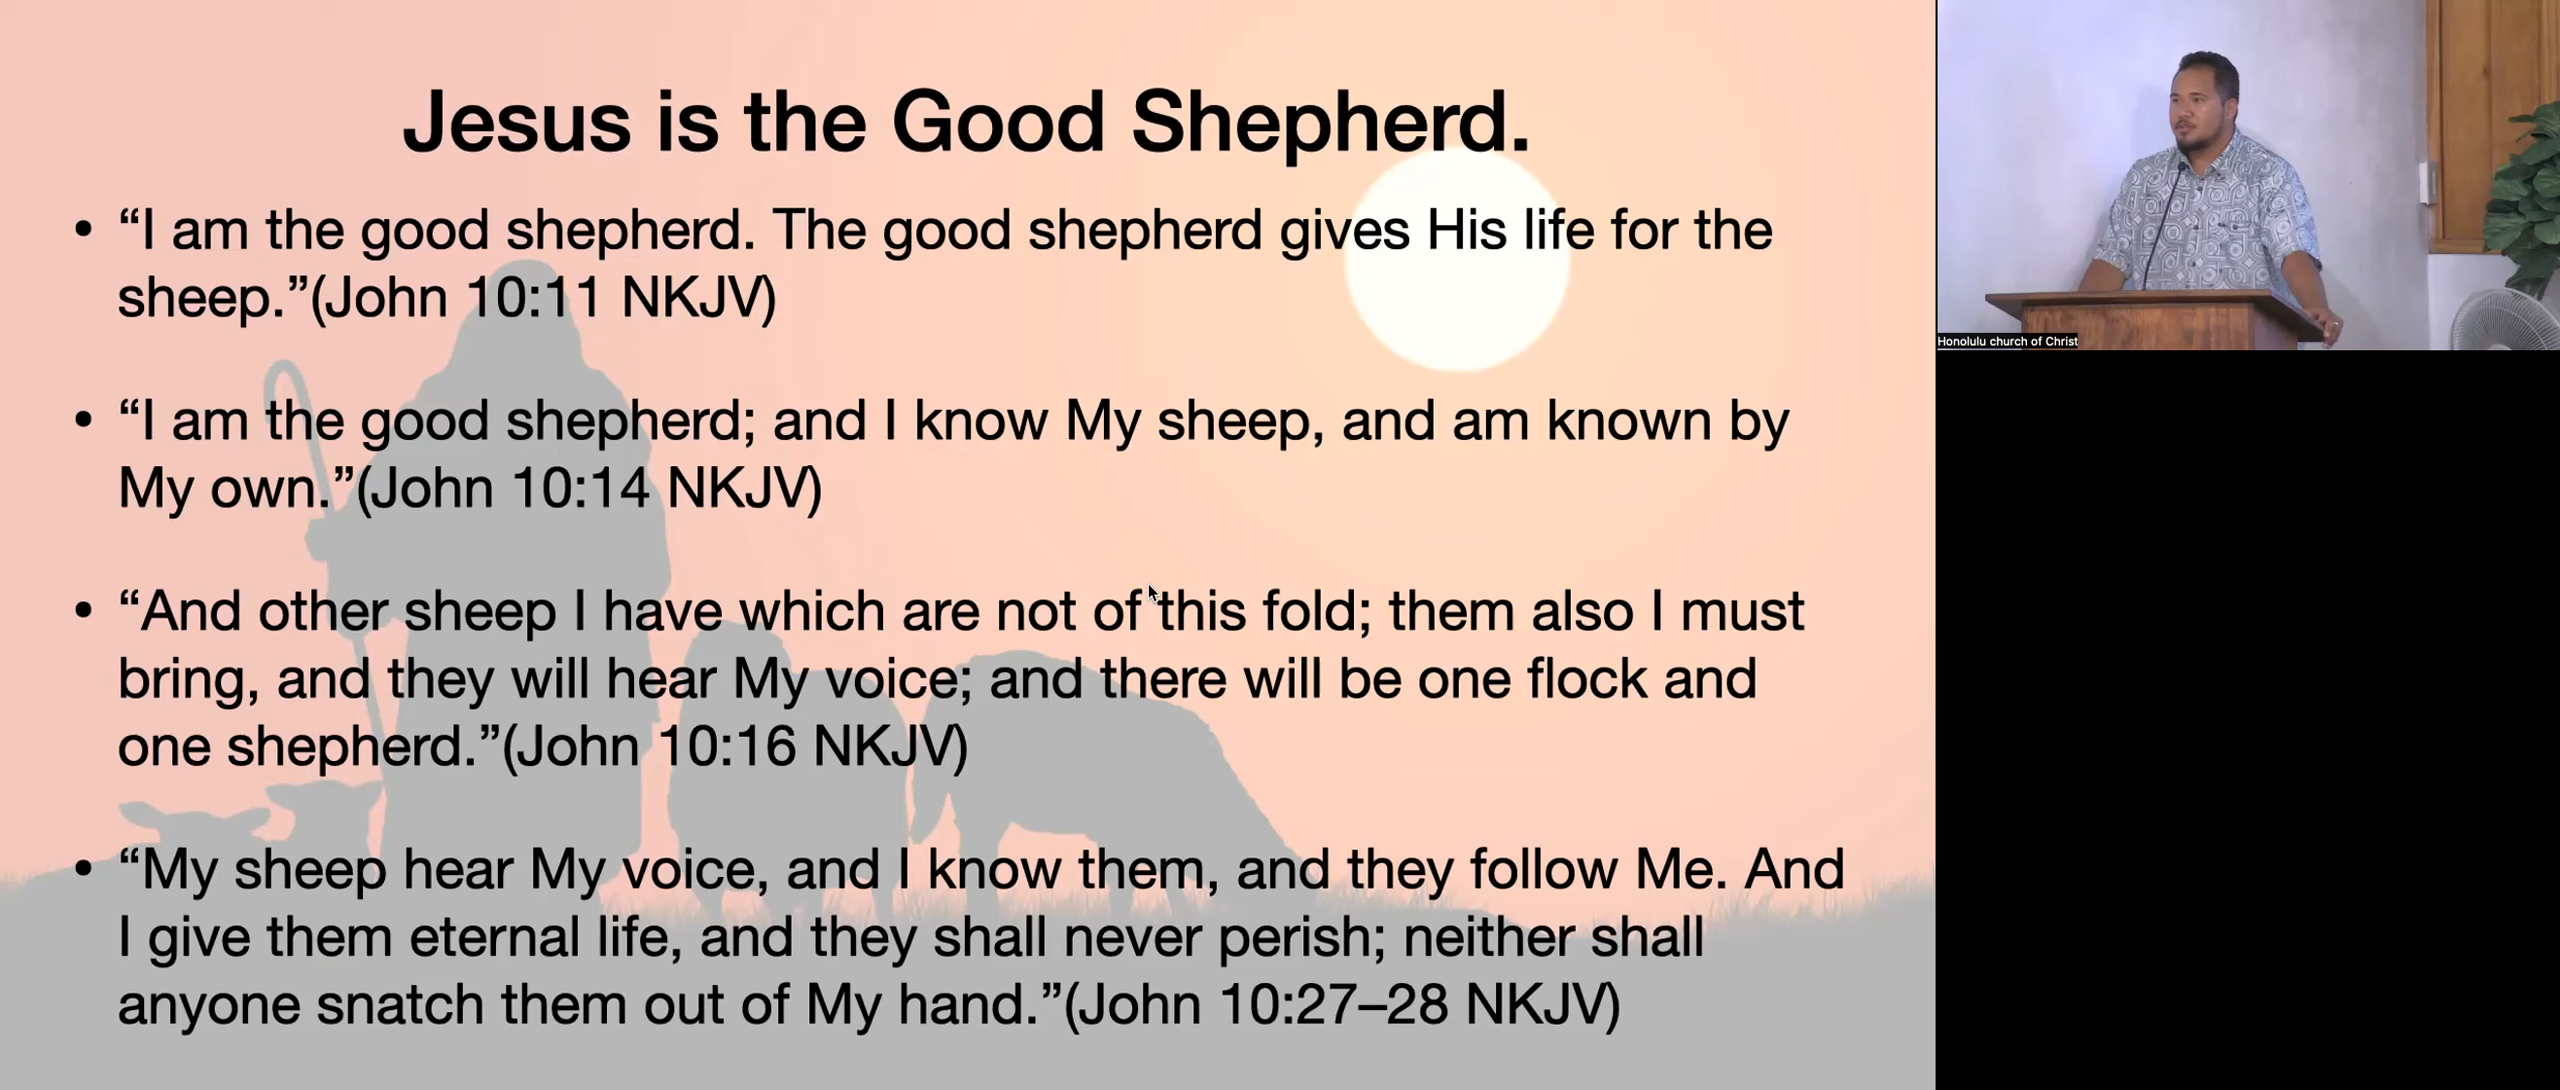 Jesus is the Good Shepherd.
• “I am the good shepherd. The good shepherd gives His life for the
sheep.”(John 10:11 NKJV)
• “I am the good shepherd; and I know My sheep, and am known by
My own.”(John 10:14 NKJV)
• “And other sheep I have which are not of this fold; them also I must
bring, and they will hear My voice; and there will be one flock and
one shepherd.”(John 10:16 NKJV)
• “My sheep hear My voice, and I know them, and they follow Me. And
I give them eternal life, and they shall never perish; neither shall
anyone snatch them out of My hand.”(John 10:27–28 NKJV)
Honolulu church of Christ